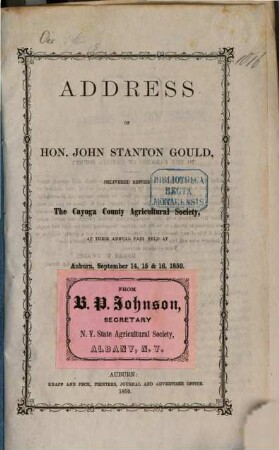 ADDRESS
OF
HON. JOHN STANTON GOULD,
DELIVERED BEFORE
BIBLIOTHECA
REGIA
MONACENSIS
The Cayuga County Agricultural Society,
AT THEIR ANNUAL FAIR HELD AT
Auburn, September 14, 15 & 16, 1859.
FROM
B. P. Johnson,
SECRETARY
N. Y. State Agricultural Society,
ALBANY, N. Y.
AUBURN:
KNAPP AND PECK, PRINTERS, JOURNAL AND ADVERTISER OFFICE.
1859.